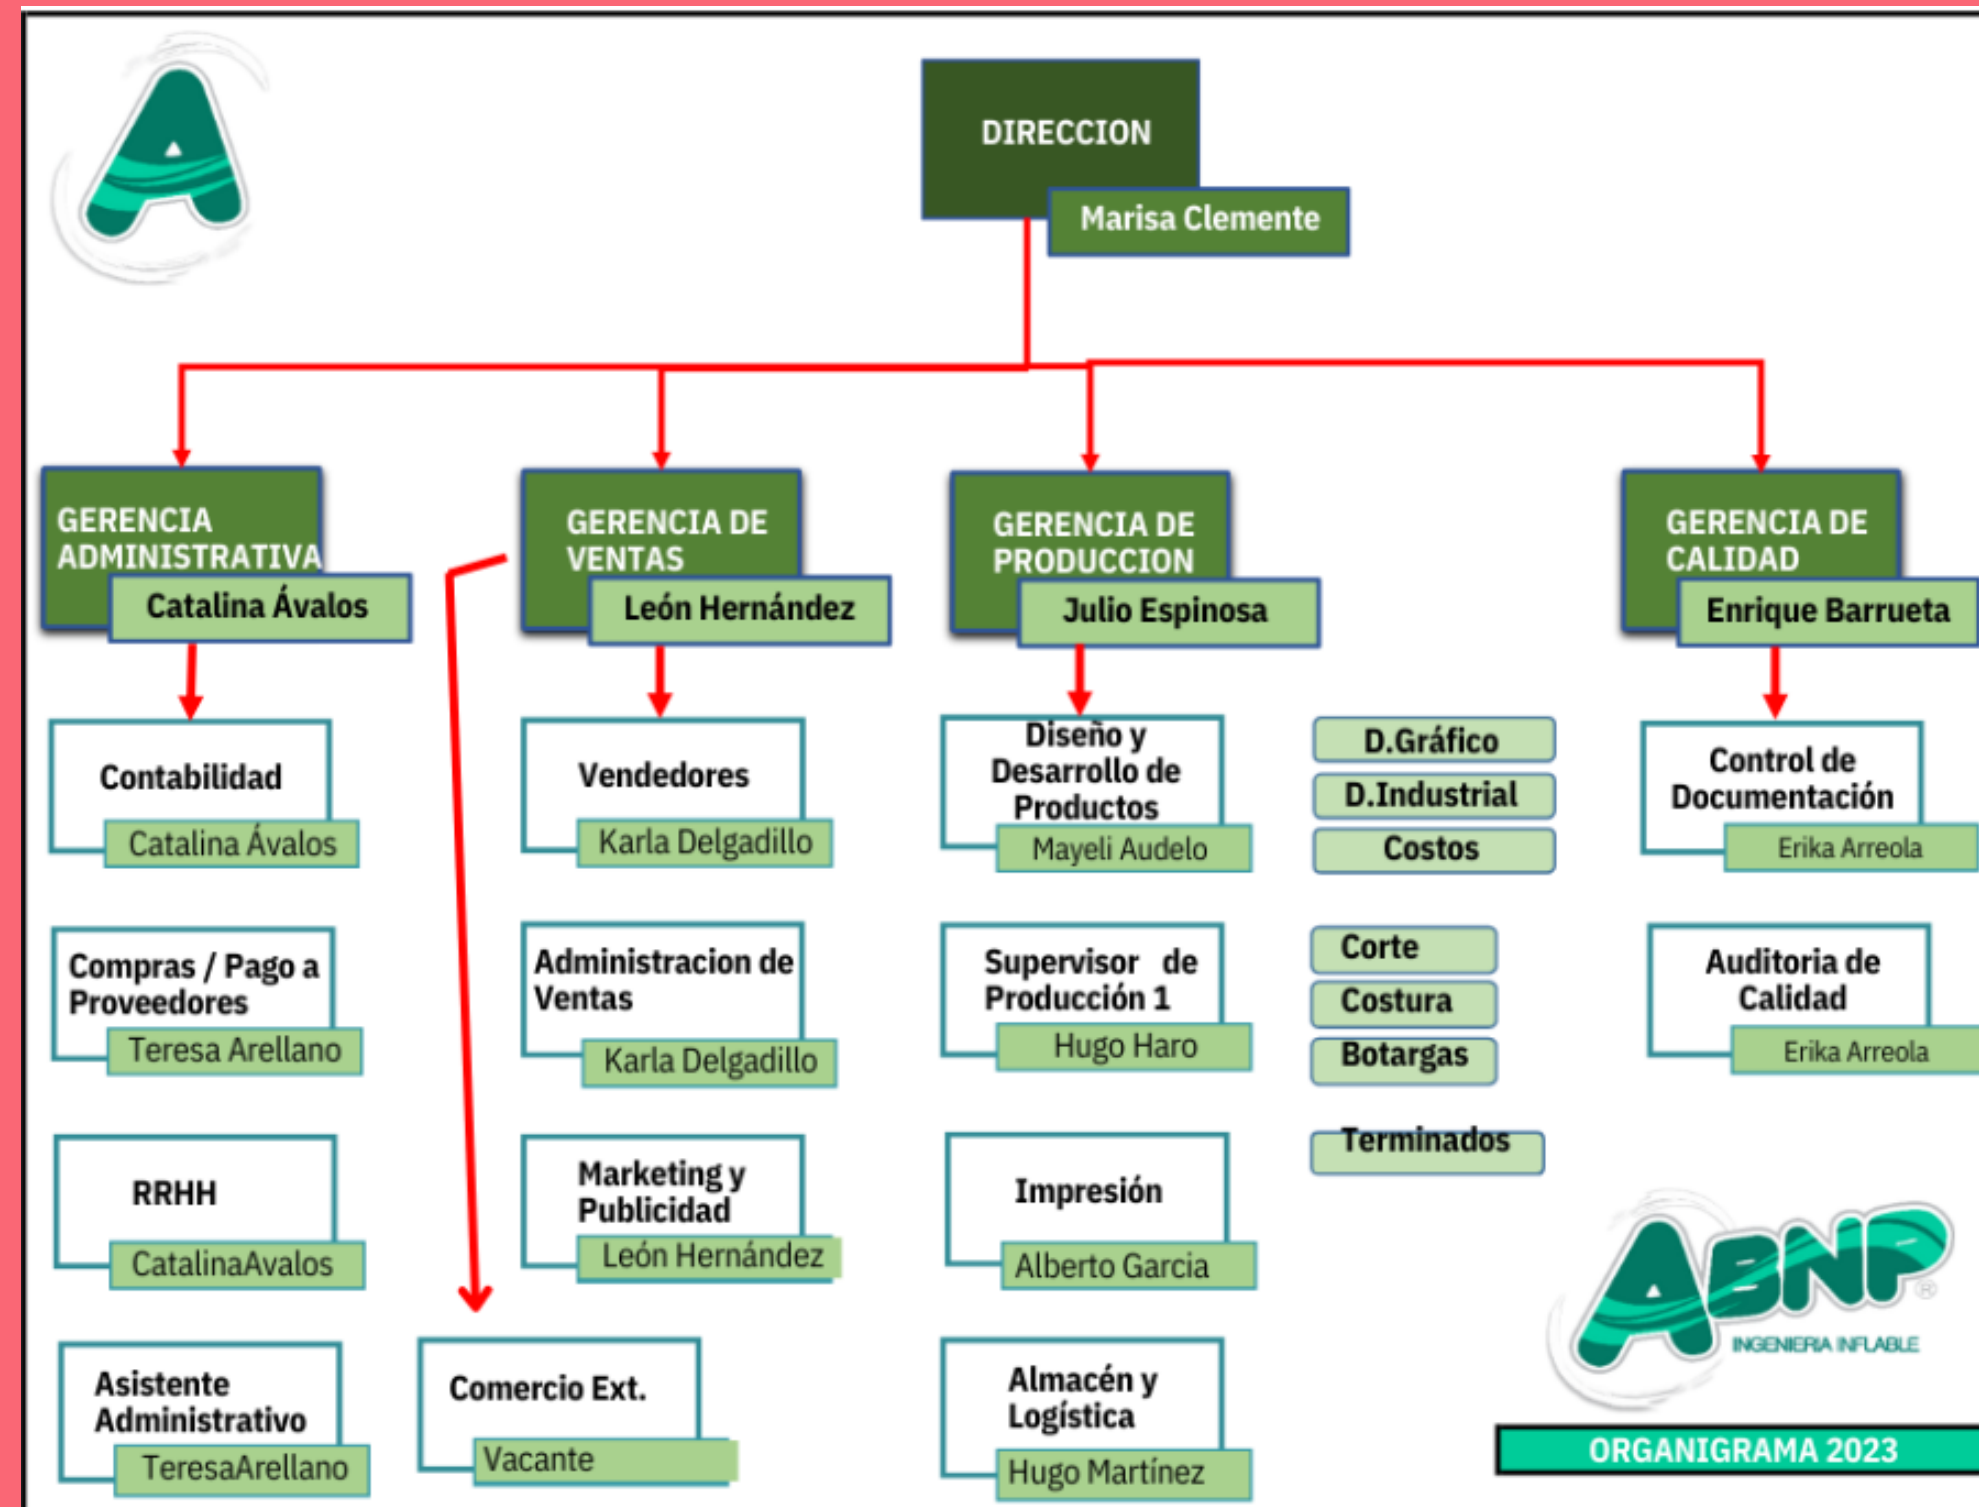 DIRECCION
Marisa Clemente
GERENCIA
ADMINISTRATIVA
Catalina Ávalos
GERENCIA DE
VENTAS
León Hernández
GERENCIA DE
PRODUCCION
Julio Espinosa
GERENCIA DE
CALIDAD
Enrique Barrueta
Contabilidad
Catalina Ávalos
Vendedores
Karla Delgadillo
Diseño y
Desarrollo de
Productos
Mayeli Audelo
D.Gráfico
D.Industrial
Costos
Control de
Documentación
Erika Arreola
Compras / Pago a
Proveedores
Teresa Arellano
Administracion de
Ventas
Karla Delgadillo
Supervisor de
Producción 1
Hugo Haro
Corte
Costura
Botargas
Terminados
Auditoria de
Calidad
Erika Arreola
RRHH
CatalinaAvalos
Marketing y
Publicidad
León Hernández
Impresión
Alberto Garcia
Asistente
Administrativo
TeresaArellano
Comercio Ext.
Vacante
Almacén y
Logística
Hugo Martínez
ABNP®
INGENIERIA INFLABLE
ORGANIGRAMA 2023